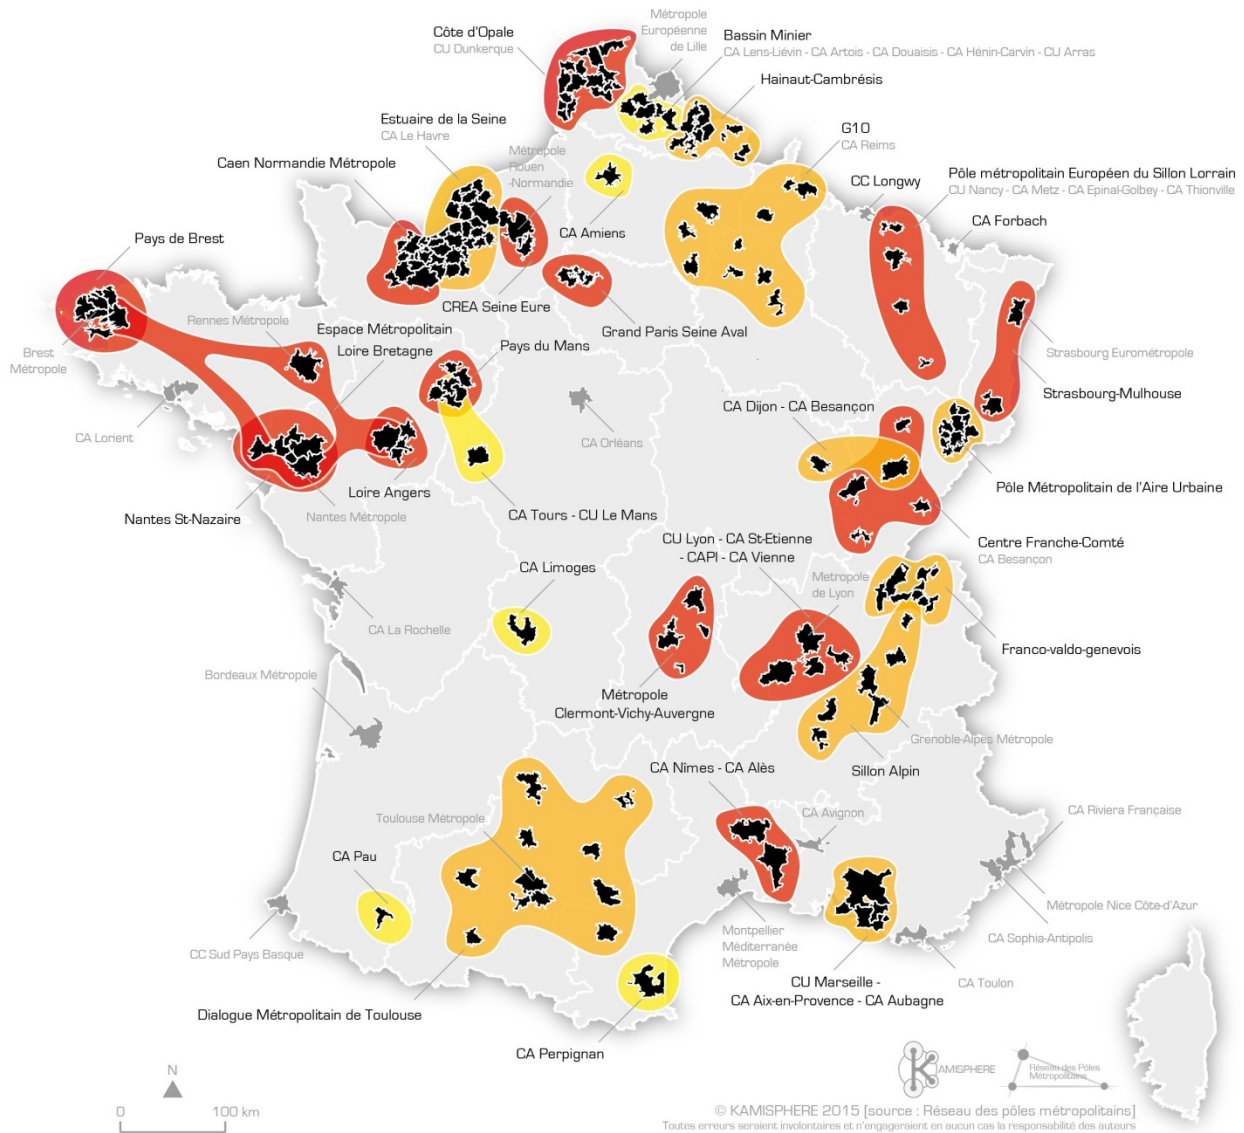 Côte d'Opale
CU Dunkerque
Métropole
Européenne
de Lille
Bassin Minier
CA Lens-Liévin - CA Artois - CA Douaisis - CA Hénin-Carvin - CU Arras
Hainaut-Cambrésis
Estuaire de la Seine
CA Le Havre
G10
CA Reims
Caen Normandie Métropole
Métropole
Rouen
-Normandie
Pôle métropolitain Européen du Sillon Lorrain
CU Nancy - CA Metz - CA Epinal-Golbey - CA Thionville
CC Longwy
CA Forbach
Pays de Brest
CA Amiens
CREA Seine Eure
Rennes Métropole
Espace Métropolitain
Loire Bretagne
Grand Paris Seine Aval
Pays du Mans
Brest
Métropole
Strasbourg Eurométropole
Strasbourg-Mulhouse
CA Lorient
CA Orléans
CA Dijon - CA Besançon
Loire Angers
Pôle Métropolitain de l'Aire Urbaine
Nantes St-Nazaire
Nantes Métropole
CA Tours - CU Le Mans
CU Lyon - CA St-Etienne
- CAPI - CA Vienne
Centre Franche-Comté
CA Besançon
CA Limoges
Metropole
de Lyon
CA La Rochelle
Franco-valdo-genevois
Bordeaux Métropole
Métropole
Clermont-Vichy-Auvergne
Grenoble-Alpes Métropole
Sillon Alpin
CA Nîmes - CA Alès
CA Avignon
CA Riviera Française
Toulouse Métropole
CA Pau
Métropole Nice Côte-d'Azur
CA Sophia-Antipolis
CC Sud Pays Basque
Montpellier
Méditerranée
Métropole
CA Toulon
CU Marseille -
CA Aix-en-Provence - CA Aubagne
Dialogue Métropolitain de Toulouse
CA Perpignan
N
0
100 km
KAMISPHERE
Réseau des Pôles
Métropolitains
© KAMISPHERE 2015 [source : Réseau des pôles métropolitains]
Toutes erreurs seraient involontaires et n'engageraient en aucun cas la responsabilité des auteurs